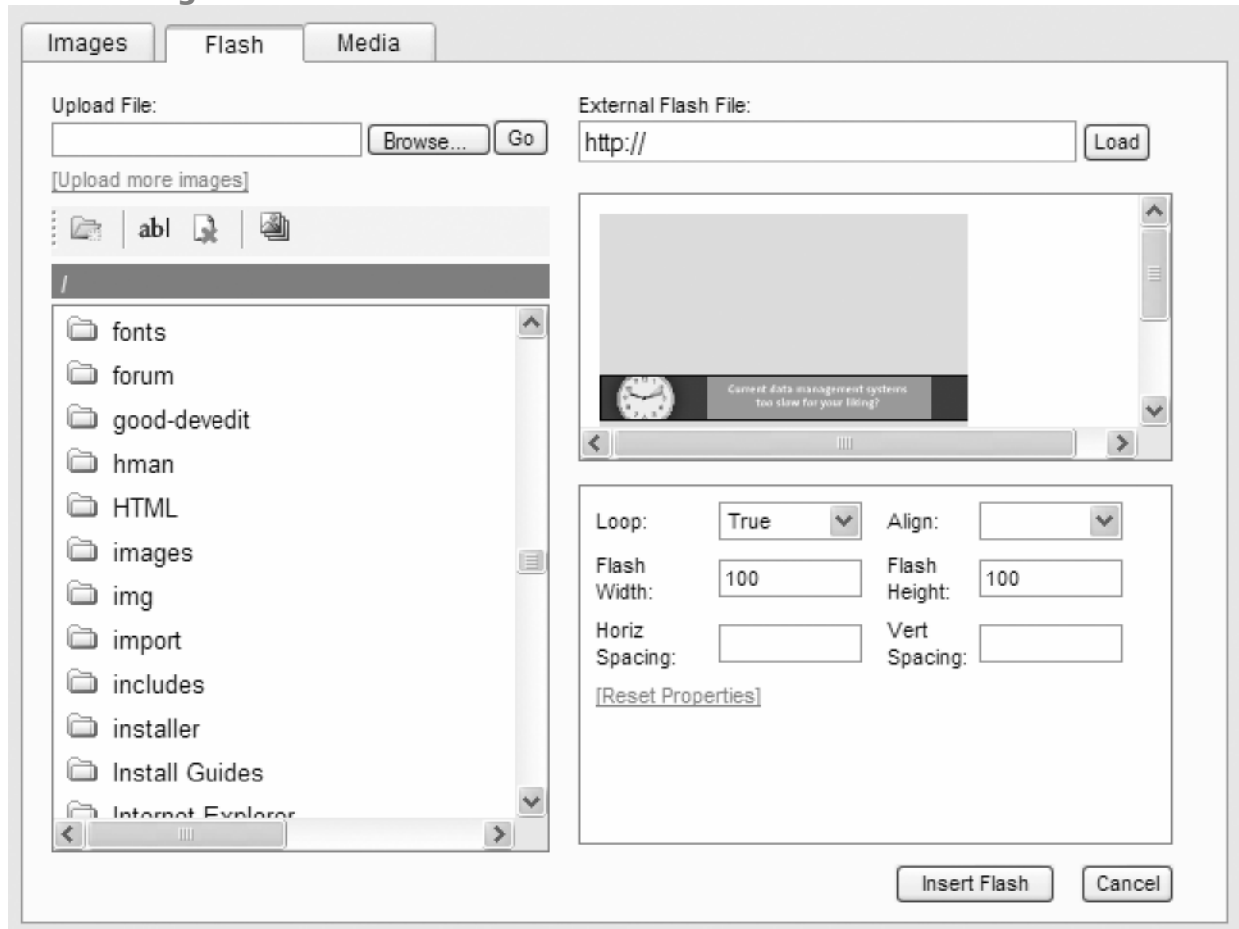 Images Flash Media
Upload File:
Browse... Go
[Upload more images]
abl
/
fonts
forum
good-devedit
hman
HTML
images
img
import
includes
installer
Install Guides
Internet Explorer
External Flash File:
http:// Load
Current data management systems
too slow for your liking?
Loop: True Align:
Flash Width: 100 Flash Height: 100
Horiz Spacing: Vert Spacing:
[Reset Properties]
Insert Flash Cancel